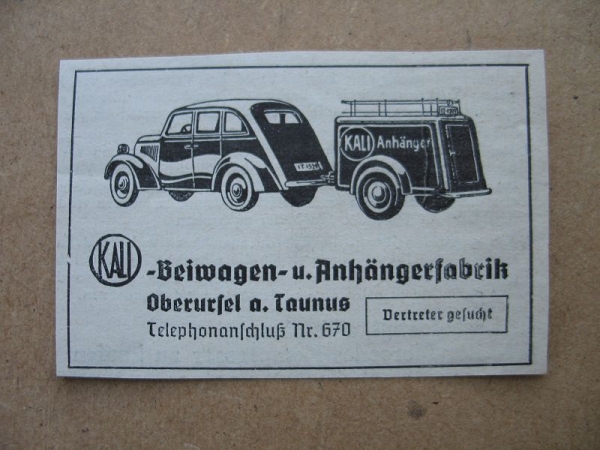 KALI Anhänger
KALI -Beiwagen- u. Anhängerfabrik
Oberursel a. Taunus
Telephonanschluß Nr. 670
Vertreter gesucht